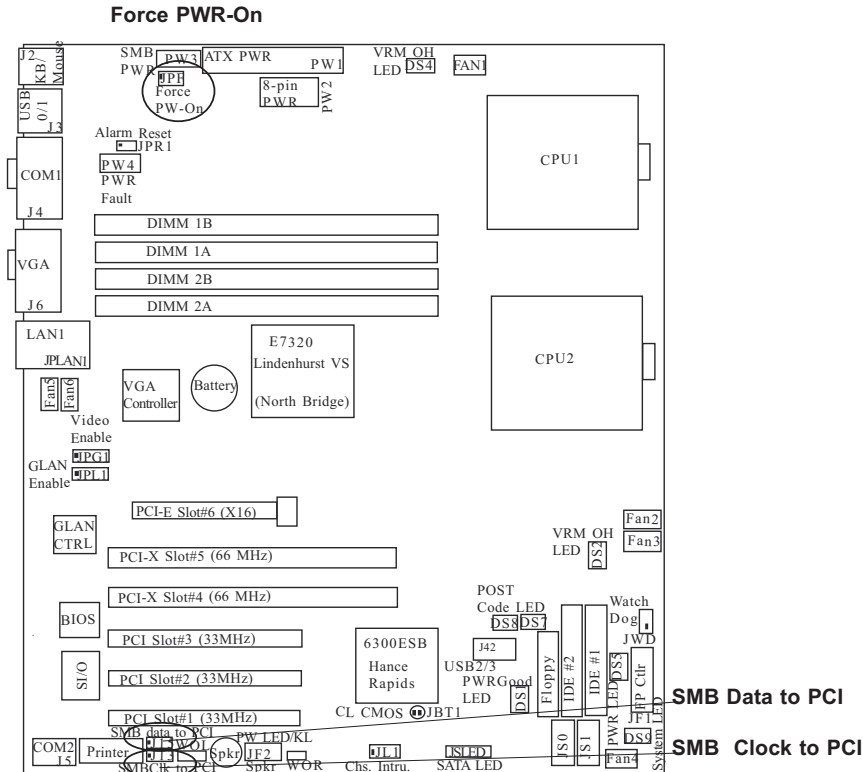 Force PWR-On
J2
KB/
Mouse
SMB
PWR
PW3
ATX PWR
PW1
VRM OH
LED
DS4
FAN1
JPF
Force
PW-On
8-pin
PWR
PW2
USB
0/1
J3
Alarm Reset
JPR1
PW4
PWR
Fault
COM1
J4
CPU1
DIMM 1B
DIMM 1A
DIMM 2B
DIMM 2A
VGA
J6
LAN1
JPLAN1
E7320
Lindenhurst VS
(North Bridge)
CPU2
Fan5
Fan6
VGA
Controller
Battery
Video
Enable
JPG1
GLAN
Enable
JPL1
PCI-E Slot#6 (X16)
GLAN
CTRL
Fan2
Fan3
VRM OH
LED
DS2
PCI-X Slot#5 (66 MHz)
PCI-X Slot#4 (66 MHz)
POST
Code LED
DS8
DS7
Watch
Dog
JWD
BIOS
PCI Slot#3 (33MHz)
6300ESB
Hance
Rapids
J42
USB2/3
SI/O
PCI Slot#2 (33MHz)
PWRGood
LED
DS1
Floppy
IDE #2
IDE #1
DS5
PWR LED
FP Ctlr
JF1
SMB Data to PCI
PCI Slot#1 (33MHz)
CL CMOS
JBT1
SMB data to PCI
WOL
PW LED/KL
COM2
J5
Printer
Spkr
JF2
Spkr
WOR
JL1
Chs. Intru.
JSLED
SATA LED
JS0
JS1
DS9
System LED
Fan4
SMB Clock to PCI
SMBClk to PCI